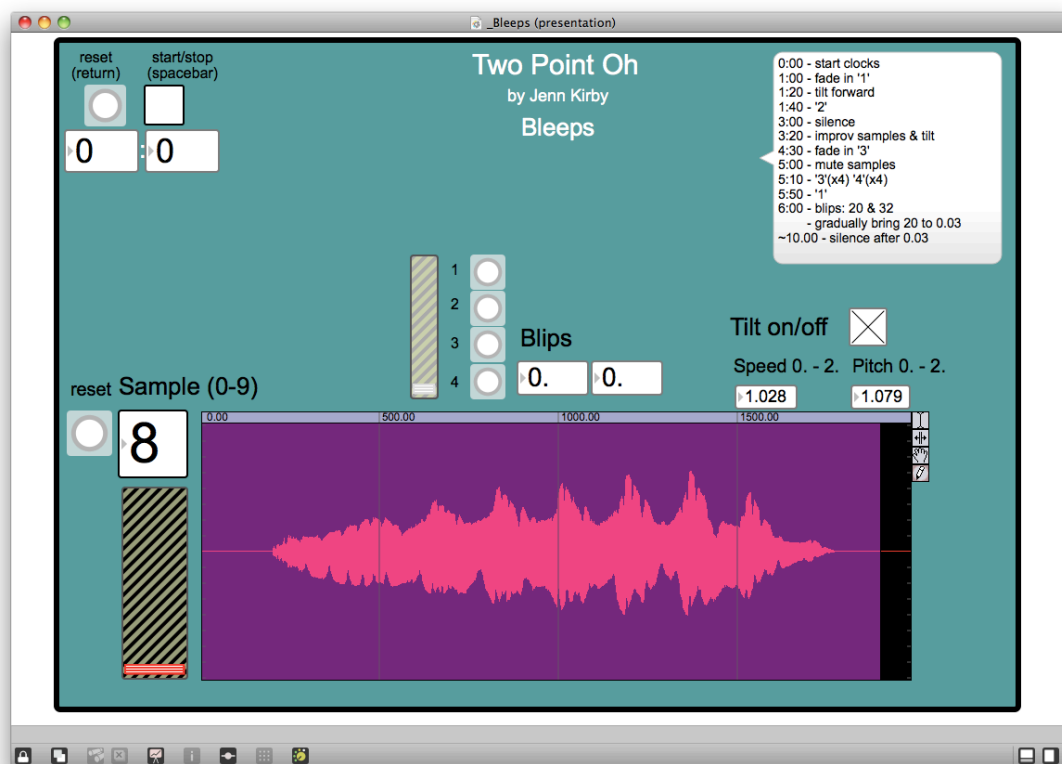 _Bleeps (presentation)
reset
(return)
start/stop
(spacebar)
0 : 0
Two Point Oh
by Jenn Kirby
Bleeps
0:00 - start clocks
1:00 - fade in '1'
1:20 - tilt forward
1:40 - '2'
3:00 - silence
3:20 - improv samples & tilt
4:30 - fade in '3'
5:00 - mute samples
5:10 - '3'(x4) '4'(x4)
5:50 - '1'
6:00 - blips: 20 & 32
- gradually bring 20 to 0.03
~10.00 - silence after 0.03
1
2
3
4
Blips
0. 0.
Tilt on/off
Speed 0. - 2. Pitch 0. - 2.
1.028 1.079
reset Sample (0-9)
8
0.00 500.00 1000.00 1500.00